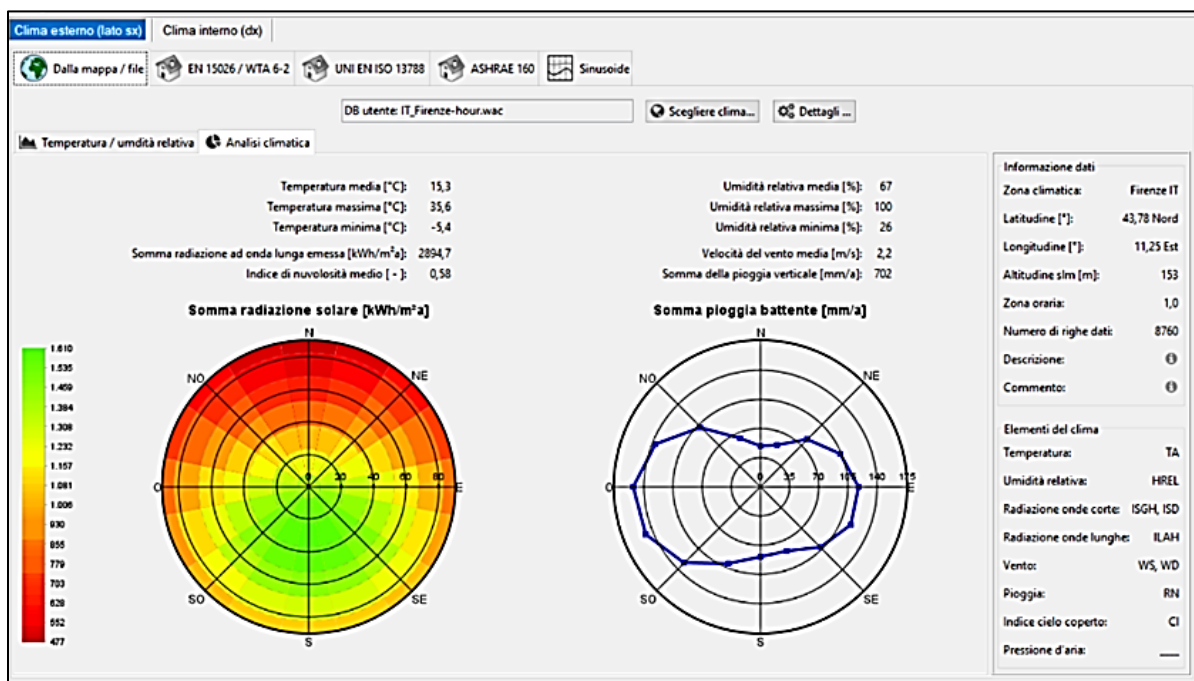 Clima esterno (lato sx) Clima interno (dx)
Dalla mappa / file EN 15026 / WTA 6-2 UNI EN ISO 13788 ASHRAE 160 Sinusoide
DB utente: IT_Firenze-hour.wac Scegliere clima... Dettagli ...
Temperatura / umdità relativa Analisi climatica
Temperatura media [°C]: 15,3
Temperatura massima [°C]: 35,6
Temperatura minima [°C]: -5,4
Somma radiazione ad onda lunga emessa [kWh/m²a]: 2894,7
Indice di nuvolosità medio [ - ]: 0,58
Umidità relativa media [%]: 67
Umidità relativa massima [%]: 100
Umidità relativa minima [%]: 26
Velocità del vento media [m/s]: 2,2
Somma della pioggia verticale [mm/a]: 702
Somma radiazione solare [kWh/m²a]
1.610
1.535
1.459
1.384
1.308
1.232
1.157
1.081
1.006
930
855
779
703
628
552
477
N
NO NE
0 20 40 60 80
O E
SO SE
S
Somma pioggia battente [mm/a]
N
NO NE
0 35 70 105 140 175
O E
SO SE
S
Informazione dati
Zona climatica: Firenze IT
Latitudine [°]: 43,78 Nord
Longitudine [°]: 11,25 Est
Altitudine slm [m]: 153
Zona oraria: 1,0
Numero di righe dati: 8760
Descrizione:
Commento:
Elementi del clima
Temperatura: TA
Umidità relativa: HREL
Radiazione onde corte: ISGH, ISD
Radiazione onde lunghe: ILAH
Vento: WS, WD
Pioggia: RN
Indice cielo coperto: CI
Pressione d'aria: ___